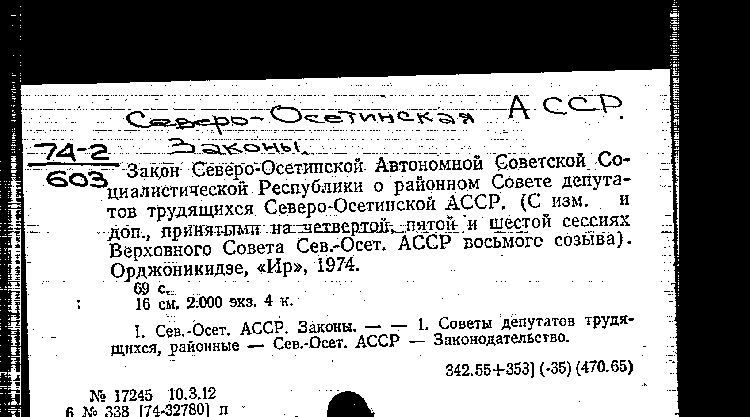 Северо-Осетинская АССР.
Законы.
74-2
603
Закон Северо-Осетинской Автономной Советской Со-
циалистической Республики о районном Совете депута-
тов трудящихся Северо-Осетинской АССР. (С изм. и
доп., принятыми на четвертой, пятой и шестой сессиях
Верховного Совета Сев.-Осет. АССР восьмого созыва).
Орджоникидзе, «Ир», 1974.
69 с.
16 см. 2.000 экз. 4 к.
I. Сев.-Осет. АССР. Законы. — — 1. Советы депутатов трудя-
щихся, районные — Сев.-Осет. АССР — Законодательство.
342.55+353] (-35) (470.65)
№ 17245 10.3.12
6 № 338 [74-32780] п